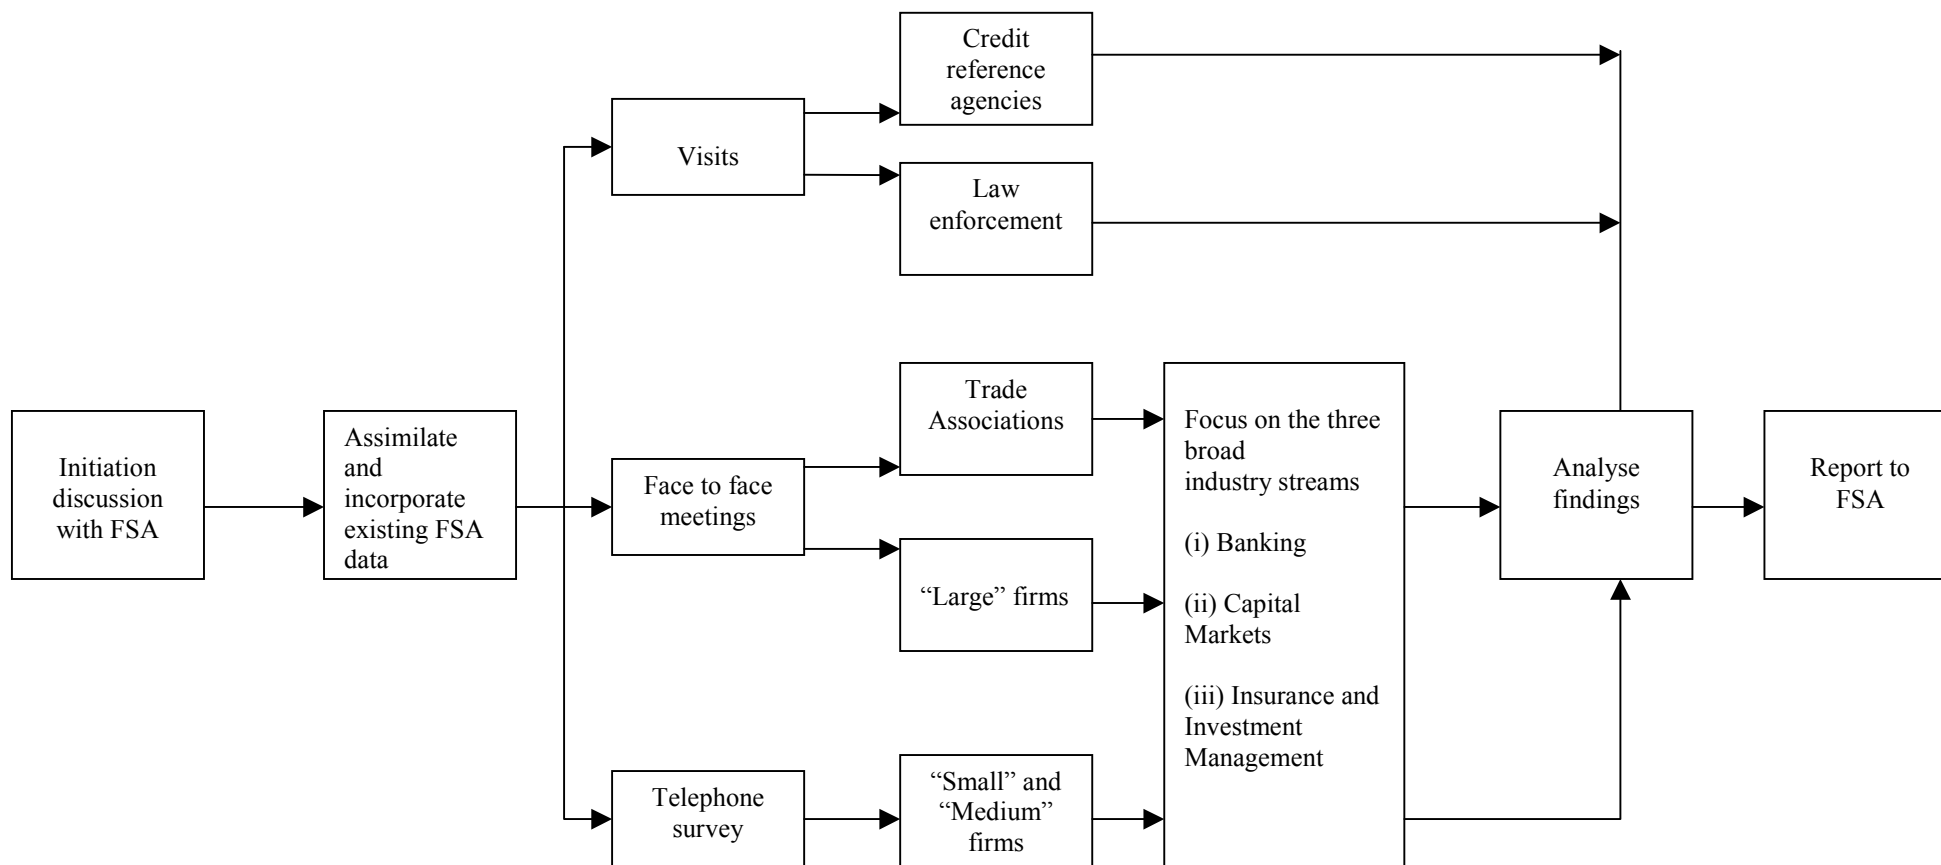 Initiation
discussion
with FSA
Assimilate
and
incorporate
existing FSA
data
Visits
Credit
reference
agencies
Law
enforcement
Face to face
meetings
Trade
Associations
“Large” firms
Telephone
survey
“Small” and
“Medium”
firms
Focus on the three
broad
industry streams
(i) Banking
(ii) Capital
Markets
(iii) Insurance and
Investment
Management
Analyse
findings
Report to
FSA